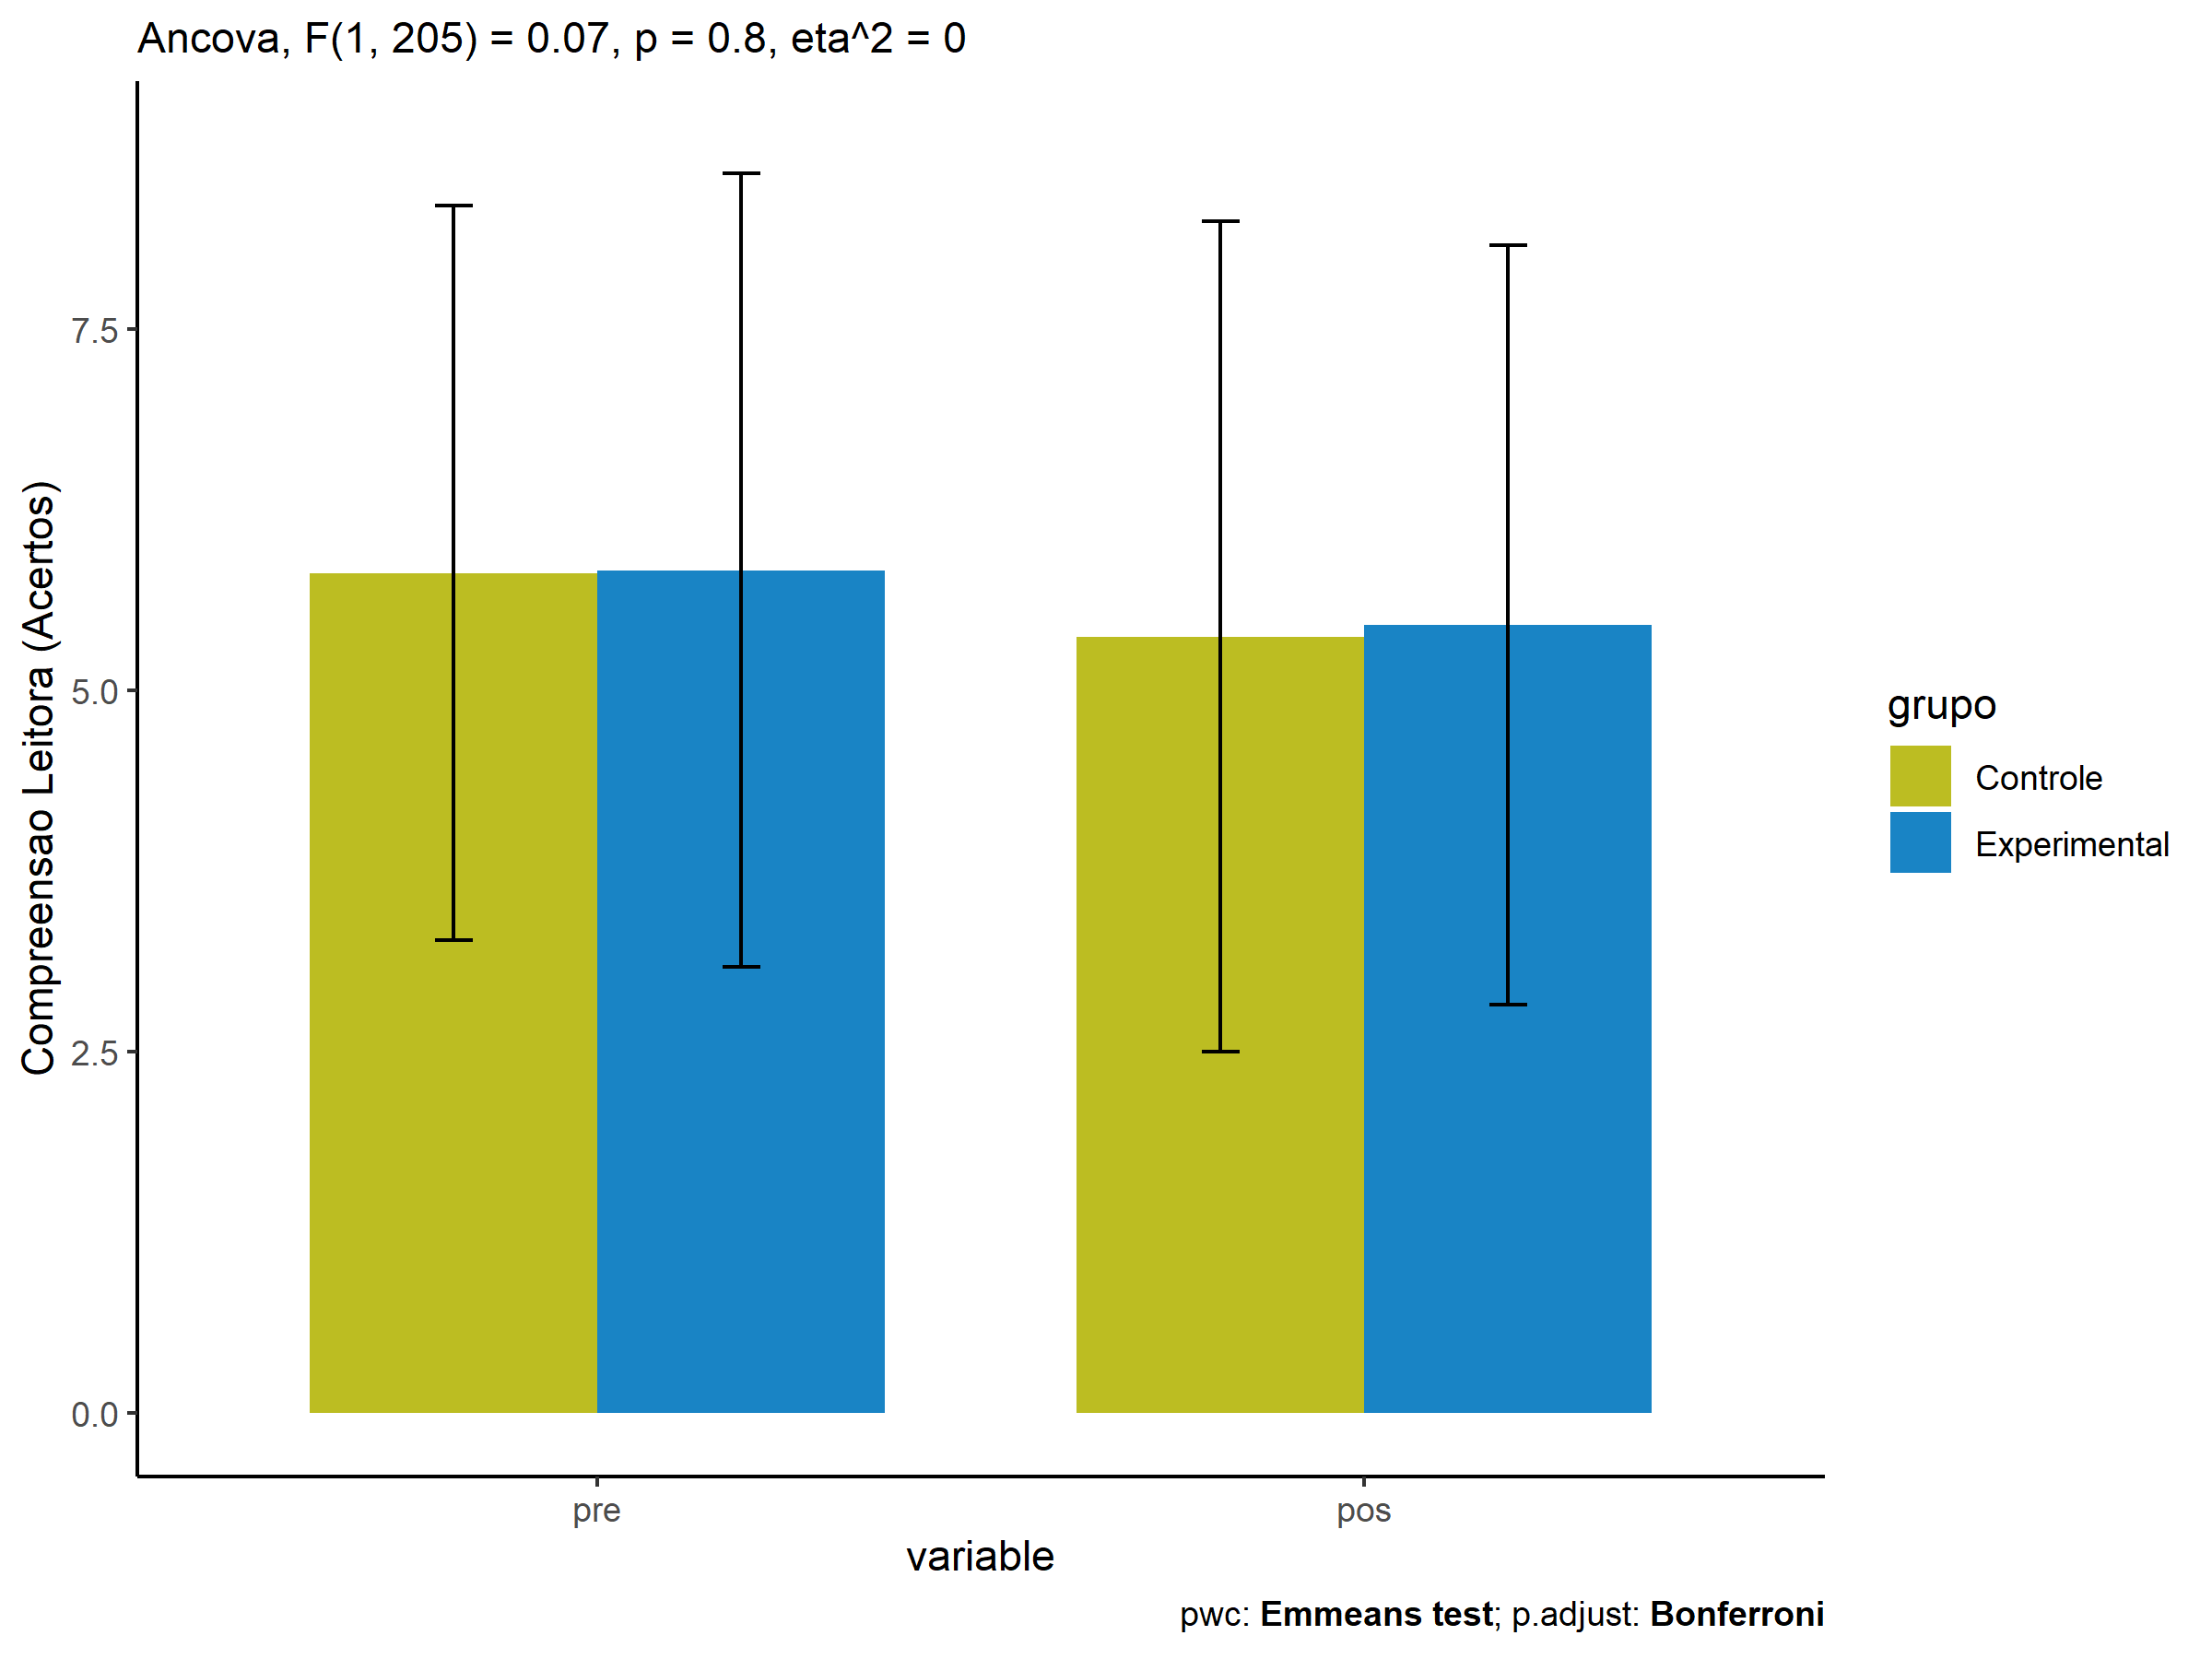 Ancova, F(1, 205) = 0.07, p = 0.8, eta^2 = 0
Compreensao Leitora (Acertos)
7.5
5.0
2.5
0.0
pre
pos
variable
grupo
Controle
Experimental
pwc: Emmeans test; p.adjust: Bonferroni